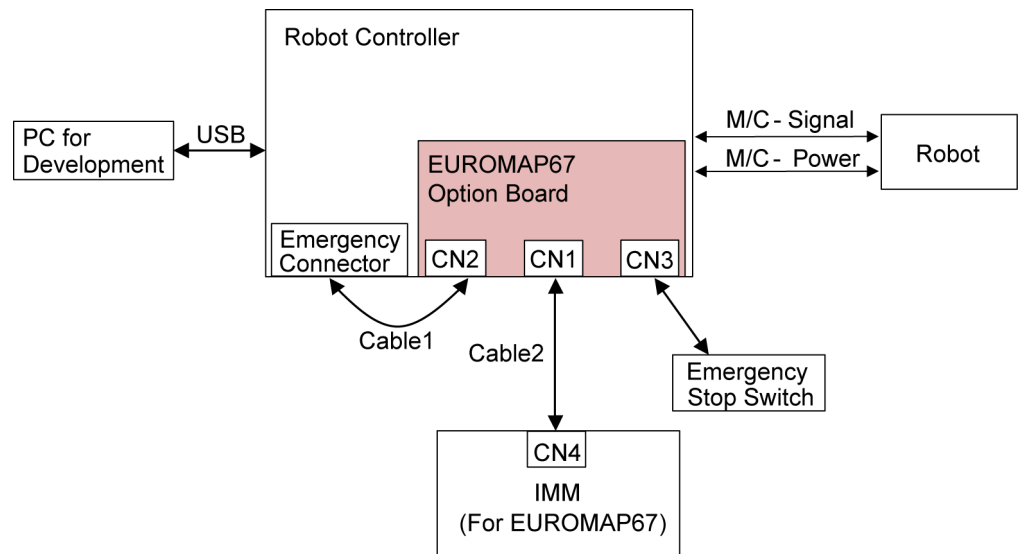 Robot Controller
PC for
Development
USB
EUROMAP67
Option Board
M/C - Signal
M/C - Power
Robot
Emergency
Connector
CN2
CN1
CN3
Cable1
Cable2
Emergency
Stop Switch
CN4
IMM
(For EUROMAP67)